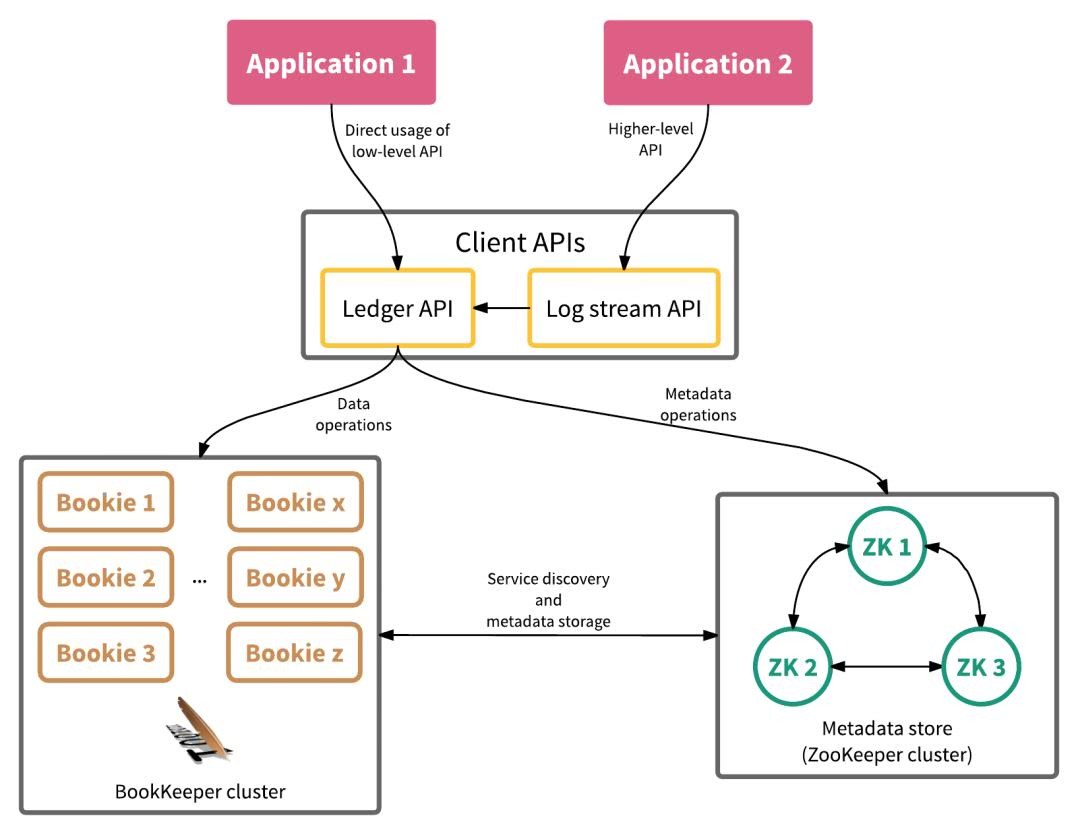 Application 1
Application 2
Direct usage of
low-level API
Higher-level
API
Client APIs
Ledger API
Log stream API
Data
operations
Metadata
operations
Bookie 1
Bookie x
Bookie 2
...
Bookie y
Bookie 3
Bookie z
BookKeeper cluster
Service discovery
and
metadata storage
ZK 1
ZK 2
ZK 3
Metadata store
(ZooKeeper cluster)